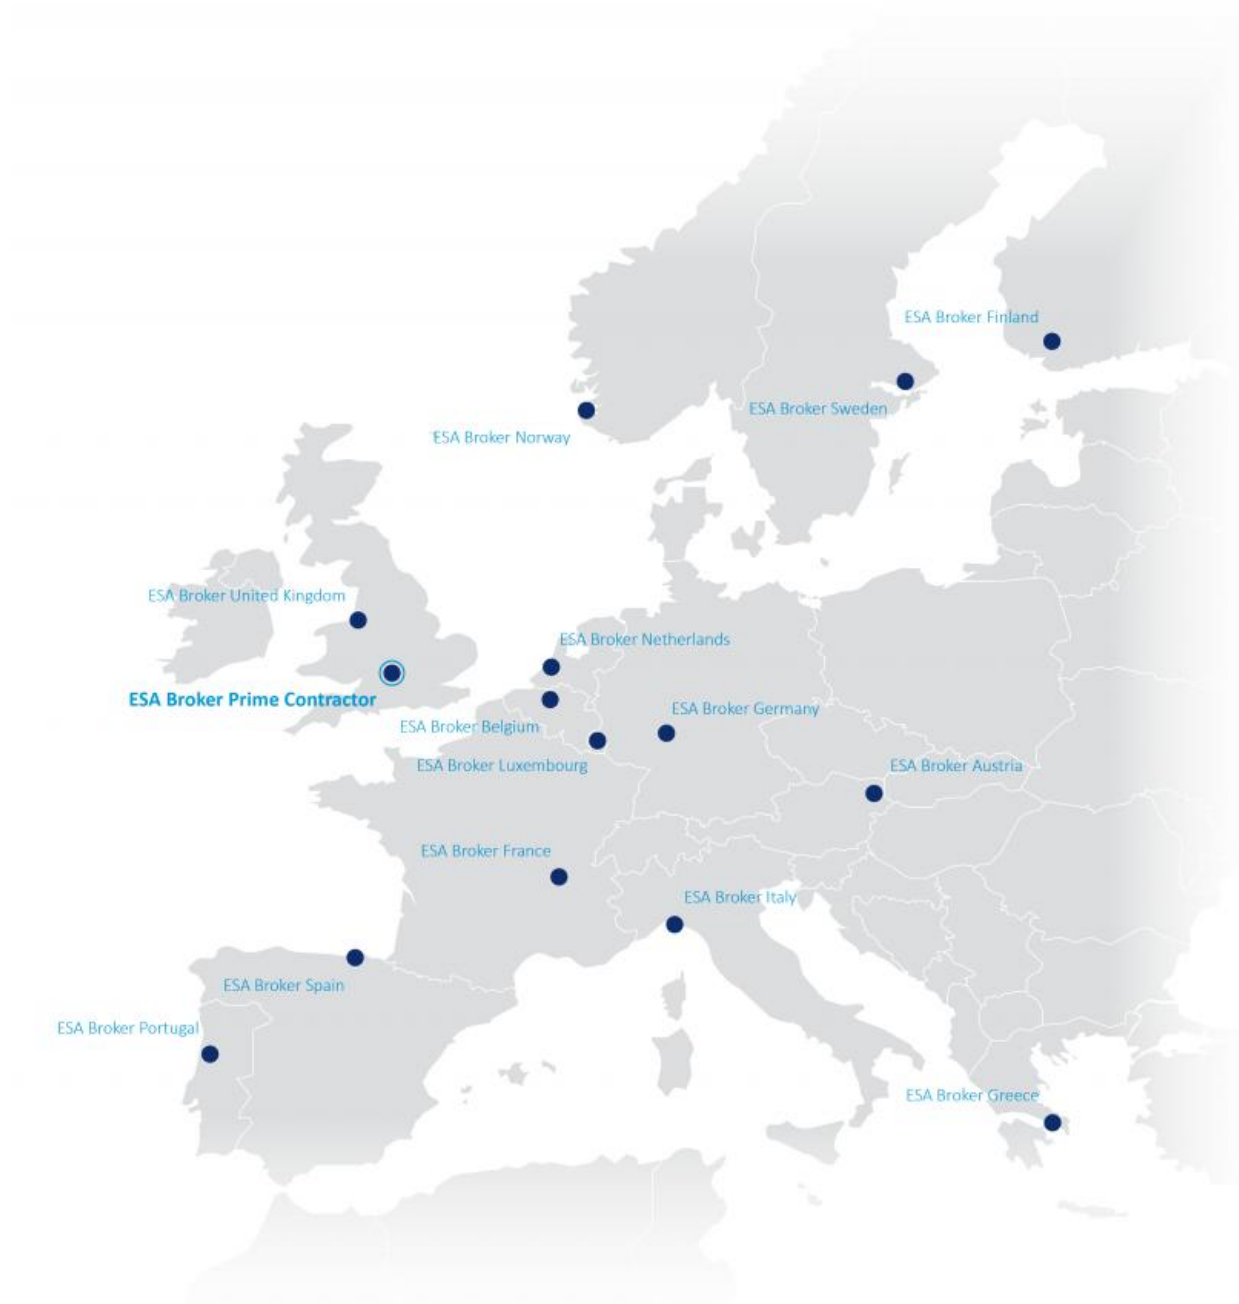 ESA Broker Finland
ESA Broker Sweden
ESA Broker Norway
ESA Broker United Kingdom
ESA Broker Netherlands
ESA Broker Prime Contractor
ESA Broker Germany
ESA Broker Belgium
ESA Broker Luxembourg
ESA Broker Austria
ESA Broker France
ESA Broker Italy
ESA Broker Spain
ESA Broker Portugal
ESA Broker Greece